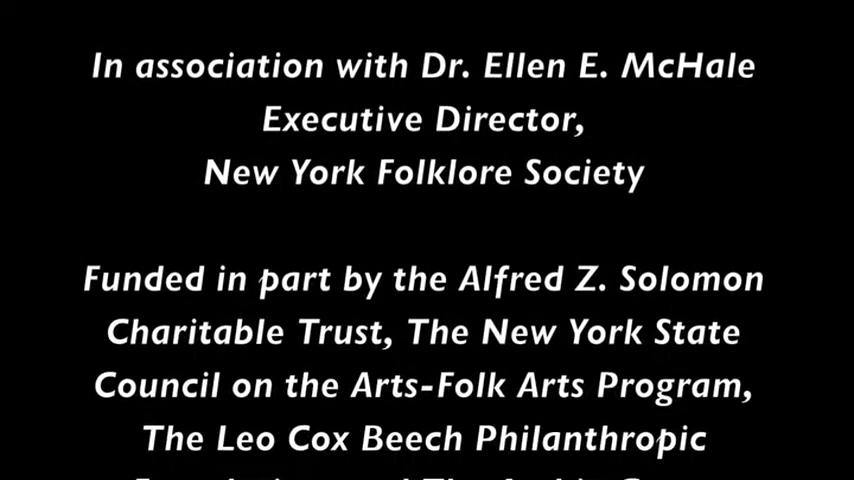 In association with Dr. Ellen E. McHale
Executive Director,
New York Folklore Society
Funded in part by the Alfred Z. Solomon
Charitable Trust, The New York State
Council on the Arts-Folk Arts Program,
The Leo Cox Beech Philanthropic